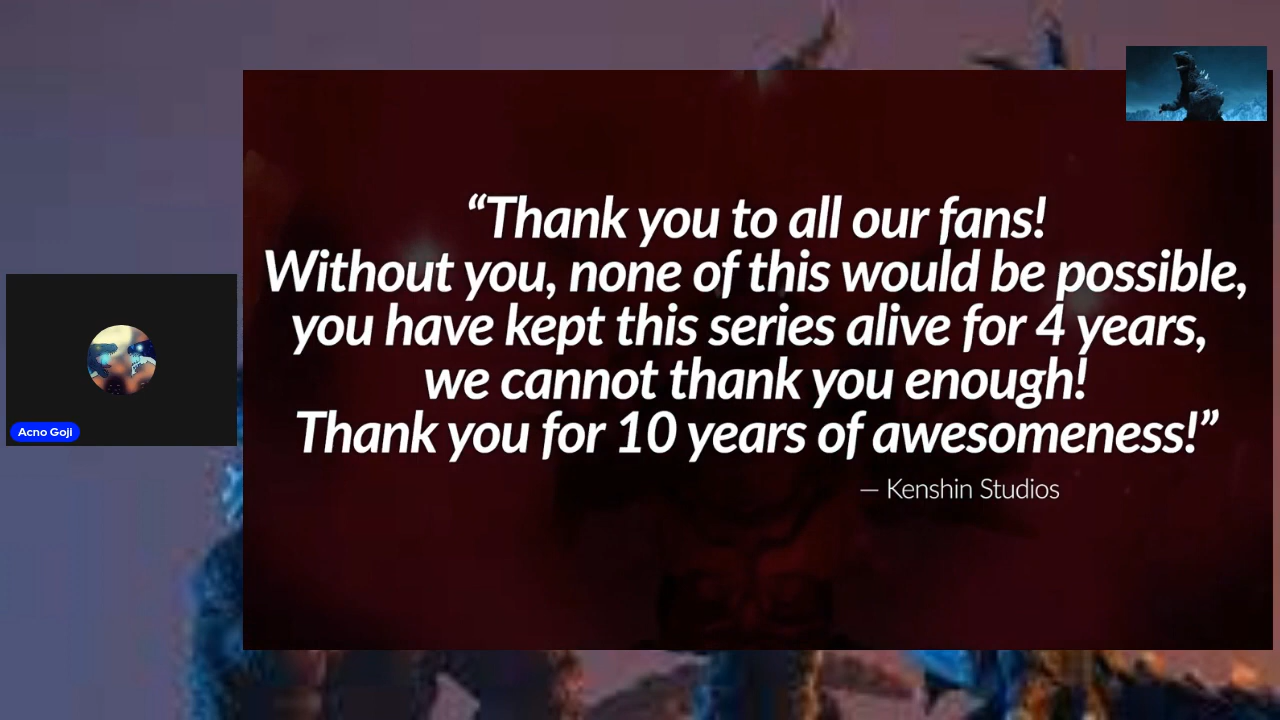 “Thank you to all our fans!
Without you, none of this would be possible,
you have kept this series alive for 4 years,
we cannot thank you enough!
Thank you for 10 years of awesomeness!”
— Kenshin Studios
Acno Goji